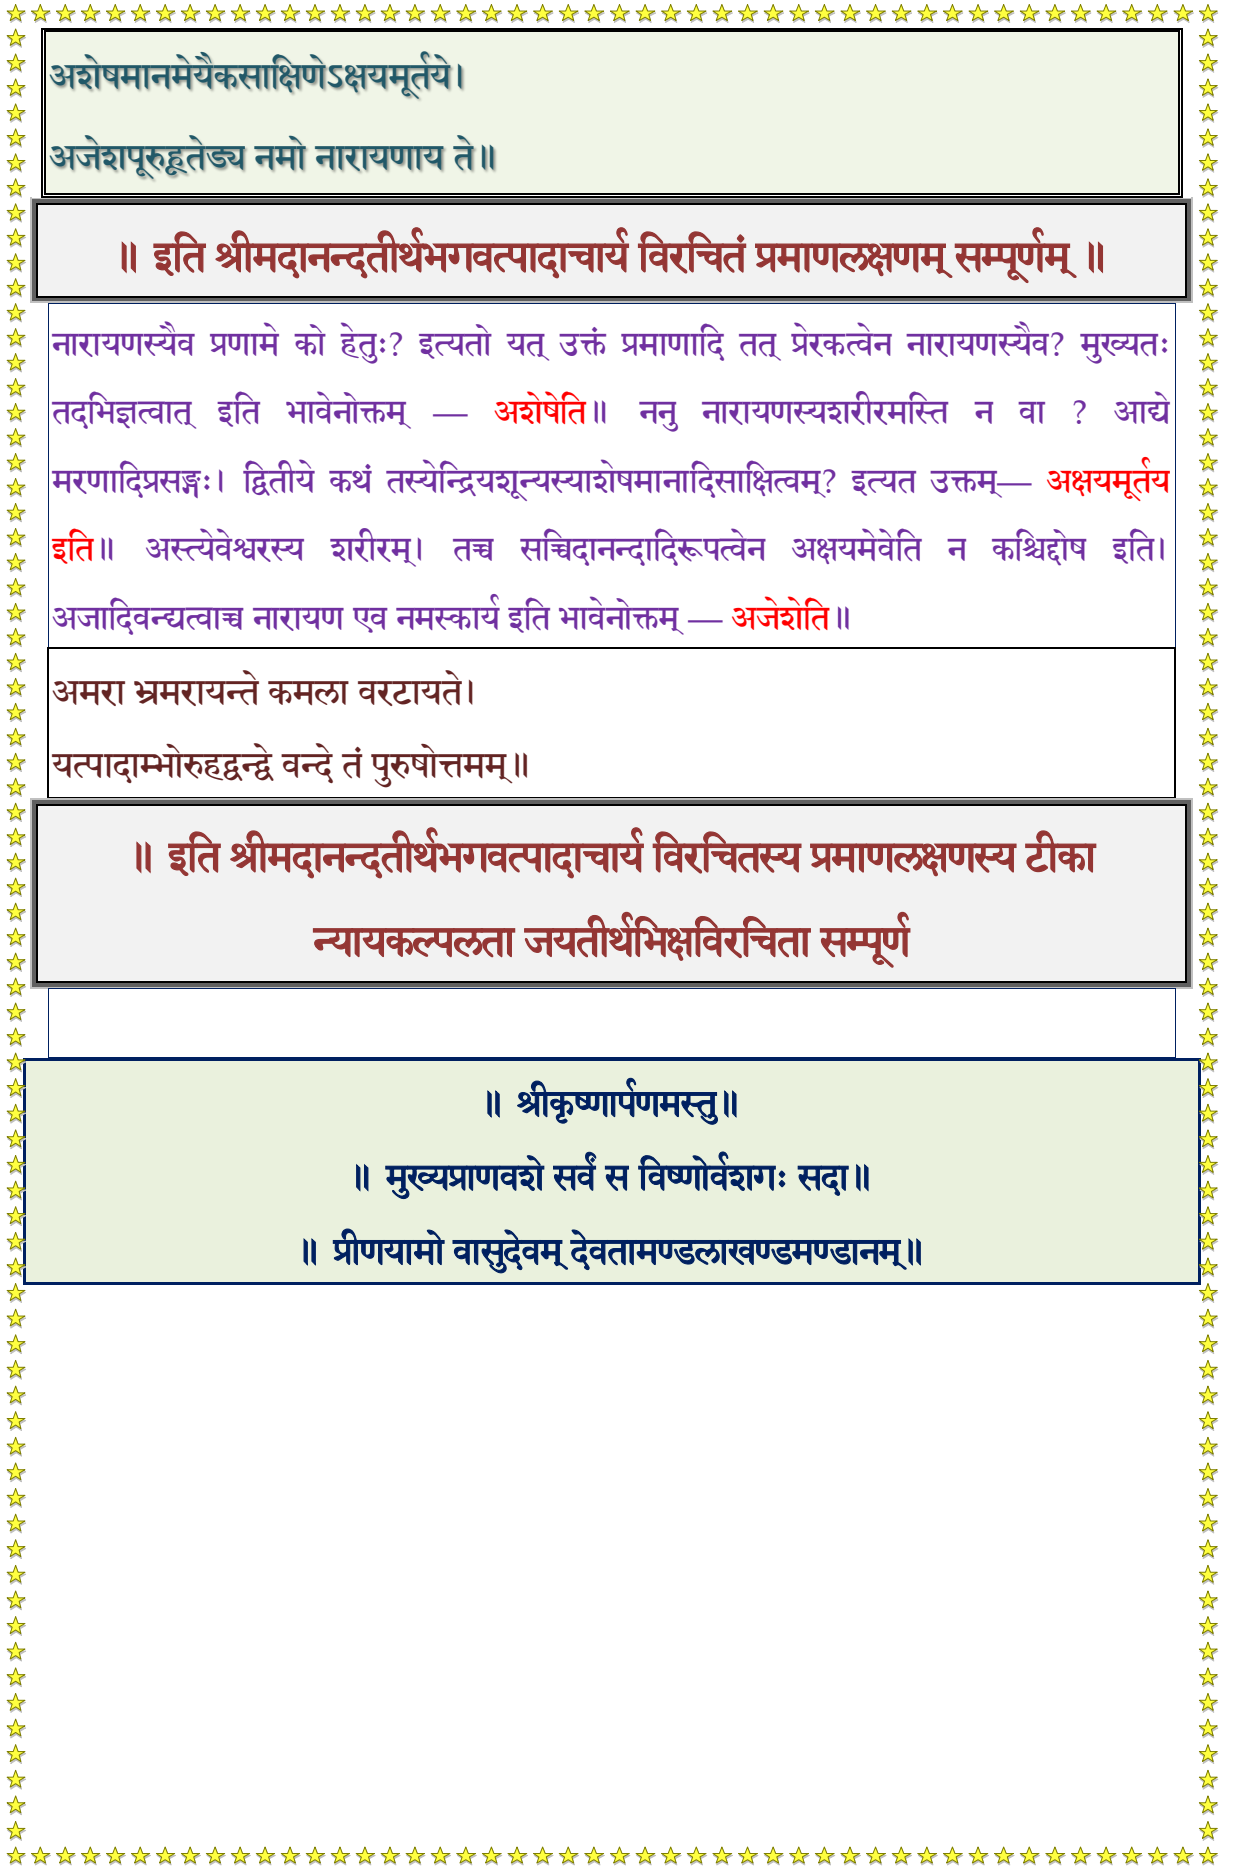 अशेषमानमेयैकसाक्षिणेऽक्षयमूर्तये।
अजेशपूरुहूतेड्य नमो नारायणाय ते॥
॥ इति श्रीमदानन्दतीर्थभगवत्पादाचार्य विरचितं प्रमाणलक्षणम् सम्पूर्णम् ॥
नारायणस्यैव प्रणामे को हेतुः? इत्यतो यत् उक्तं प्रमाणादि तत् प्रेरकत्वेन नारायणस्यैव? मुख्यतः
तदभिज्ञत्वात् इति भावेनोक्तम् — अशेषेति॥ ननु नारायणस्यशरीरमस्ति न वा ? आद्ये
मरणादिप्रसङ्गः। द्वितीये कथं तस्येन्द्रियशून्यस्याशेषमानादिसाक्षित्वम्? इत्यत उक्तम्— अक्षयमूर्तय
इति॥ अस्त्येवेश्वरस्य शरीरम्। तच्च सच्चिदानन्दादिरूपत्वेन अक्षयमेवेति न कश्चिद्दोष इति।
अजादिवन्द्यत्वाच्च नारायण एव नमस्कार्य इति भावेनोक्तम् — अजेशेति॥
अमरा भ्रमरायन्ते कमला वरटायते।
यत्पादाम्भोरुहद्वन्द्वे वन्दे तं पुरुषोत्तमम्॥
॥ इति श्रीमदानन्दतीर्थभगवत्पादाचार्य विरचितस्य प्रमाणलक्षणस्य टीका
न्यायकल्पलता जयतीर्थभिक्षविरचिता सम्पूर्ण
॥ श्रीकृष्णार्पणमस्तु॥
॥ मुख्यप्राणवशे सर्वं स विष्णोर्वशगः सदा॥
॥ प्रीणयामो वासुदेवम् देवतामण्डलाखण्डमण्डानम्॥